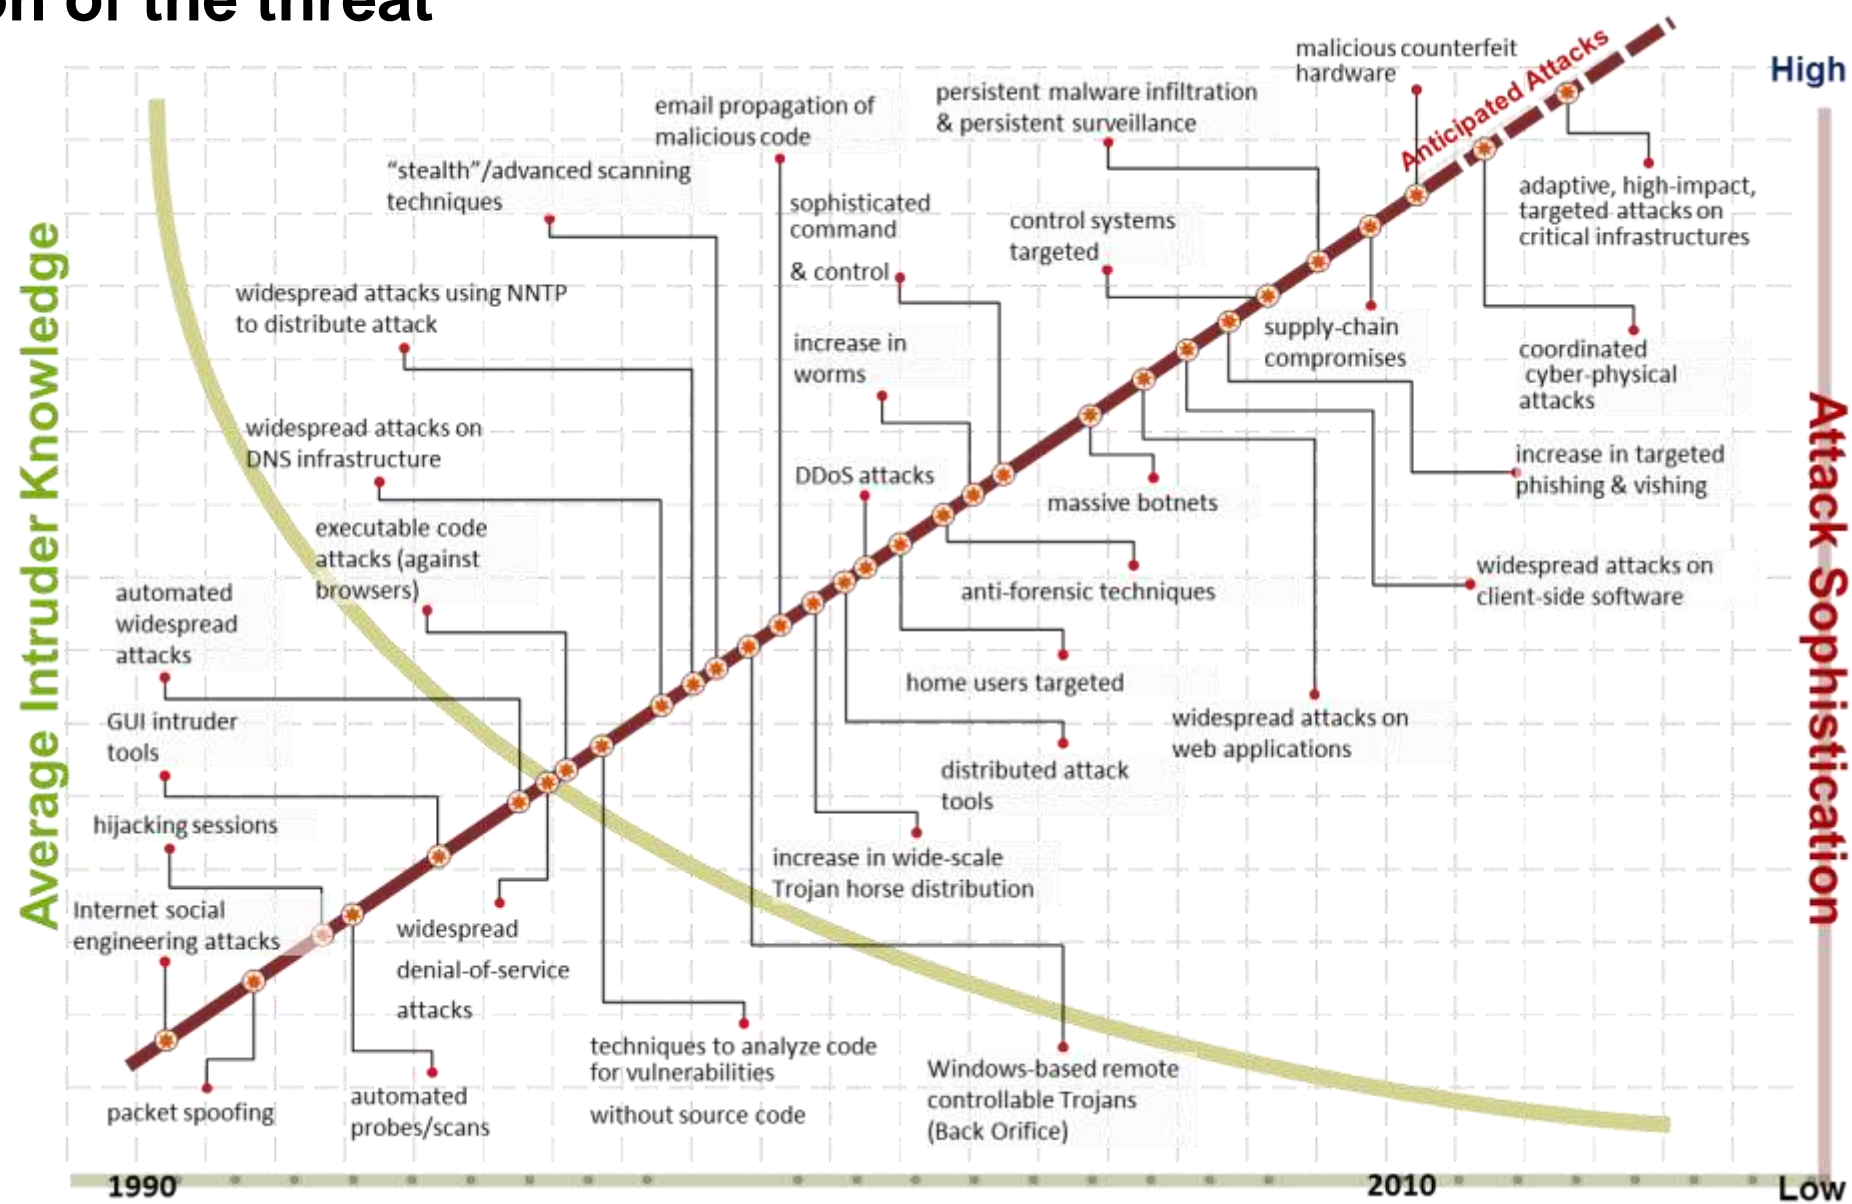 on of the threat
malicious counterfeit
hardware
High
Anticipated Attacks
email propagation of
malicious code
persistent malware infiltration
& persistent surveillance
"stealth"/advanced scanning
techniques
sophisticated
command
& control
control systems
targeted
adaptive, high-impact,
targeted attacks on
critical infrastructures
widespread attacks using NNTP
to distribute attack
increase in
worms
supply-chain
compromises
coordinated
cyber-physical
attacks
widespread attacks on
DNS infrastructure
DDoS attacks
massive botnets
increase in targeted
phishing & vishing
executable code
attacks (against
browsers)
anti-forensic techniques
widespread attacks on
client-side software
automated
widespread
attacks
home users targeted
widespread attacks on
web applications
GUI intruder
tools
distributed attack
tools
hijacking sessions
increase in wide-scale
Trojan horse distribution
Internet social
engineering attacks
widespread
denial-of-service
attacks
techniques to analyze code
for vulnerabilities
without source code
Windows-based remote
controllable Trojans
(Back Orifice)
packet spoofing
automated
probes/scans
Average Intruder Knowledge
Attack Sophistication
1990
2010
Low